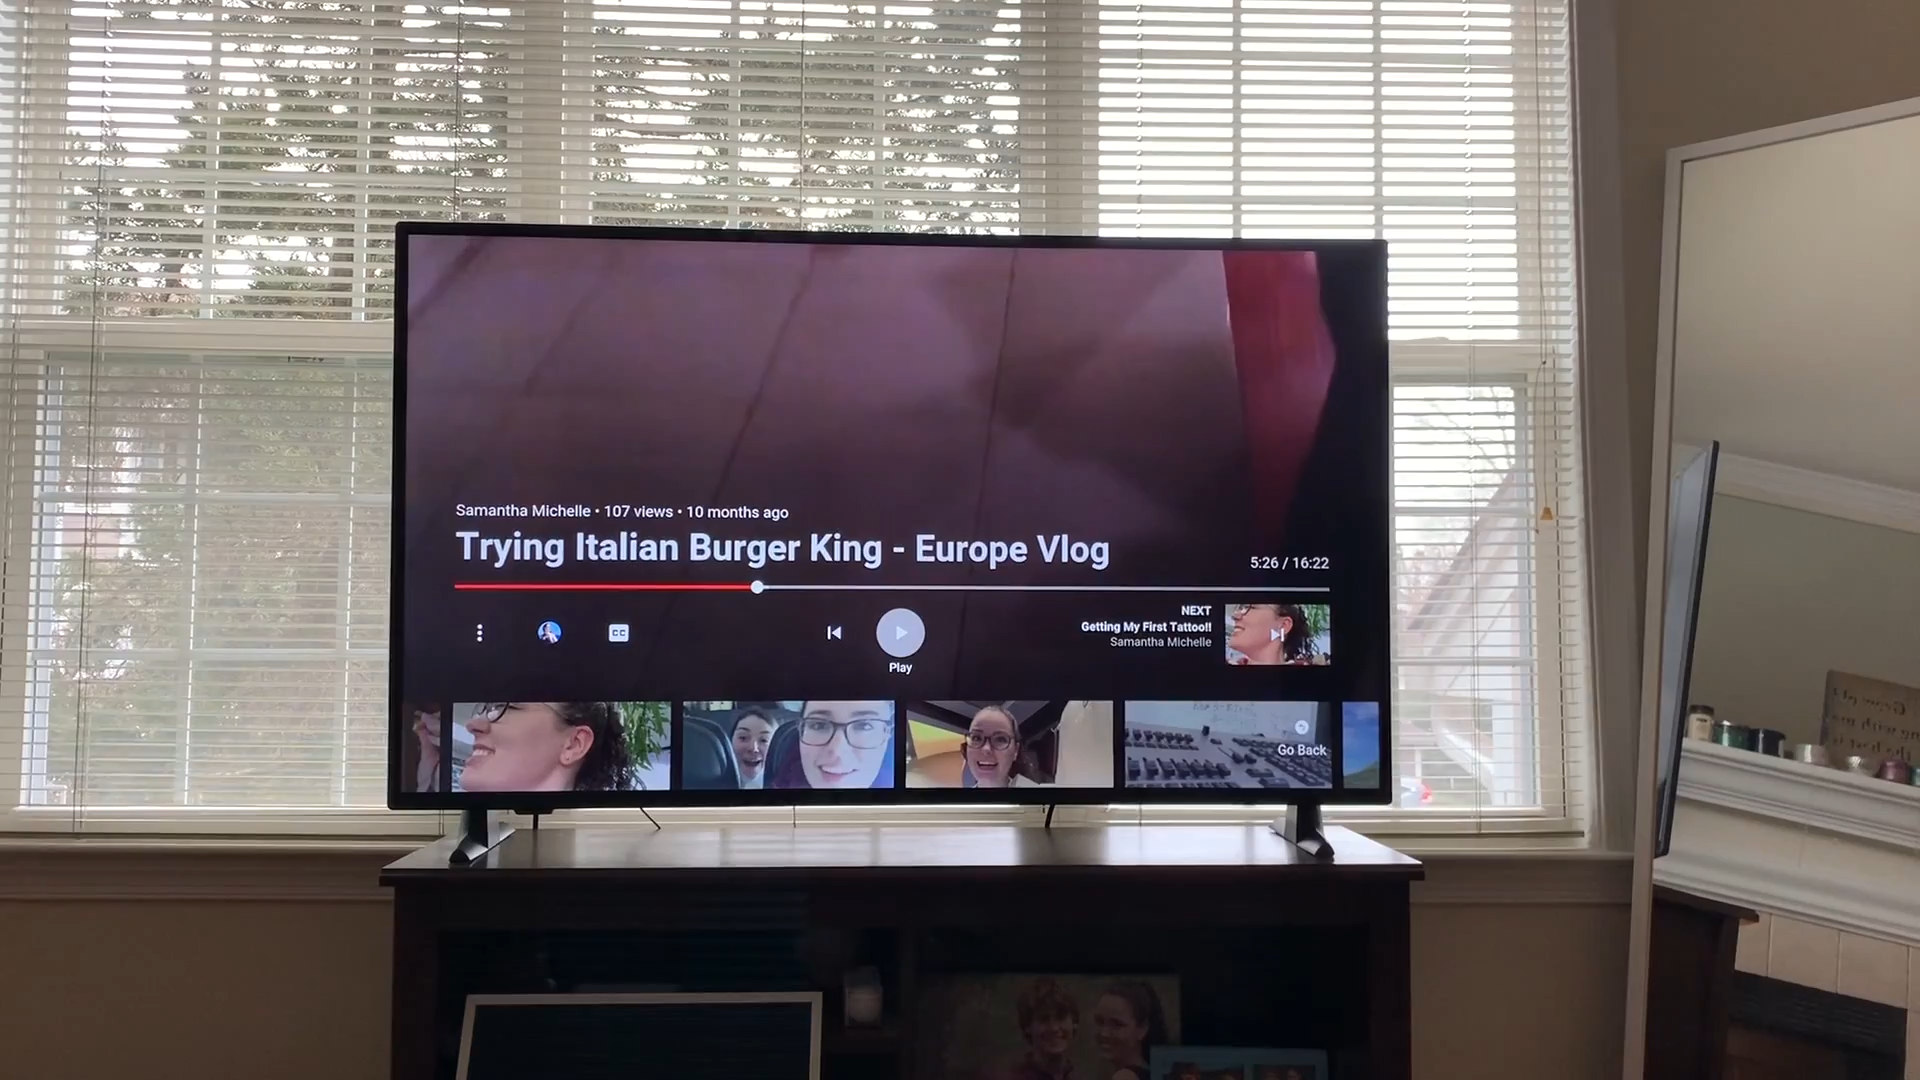 Samantha Michelle • 107 views • 10 months ago
Trying Italian Burger King - Europe Vlog
5:26 / 16:22
CC
Play
NEXT
Getting My First Tattoo!!
Samantha Michelle
Go Back